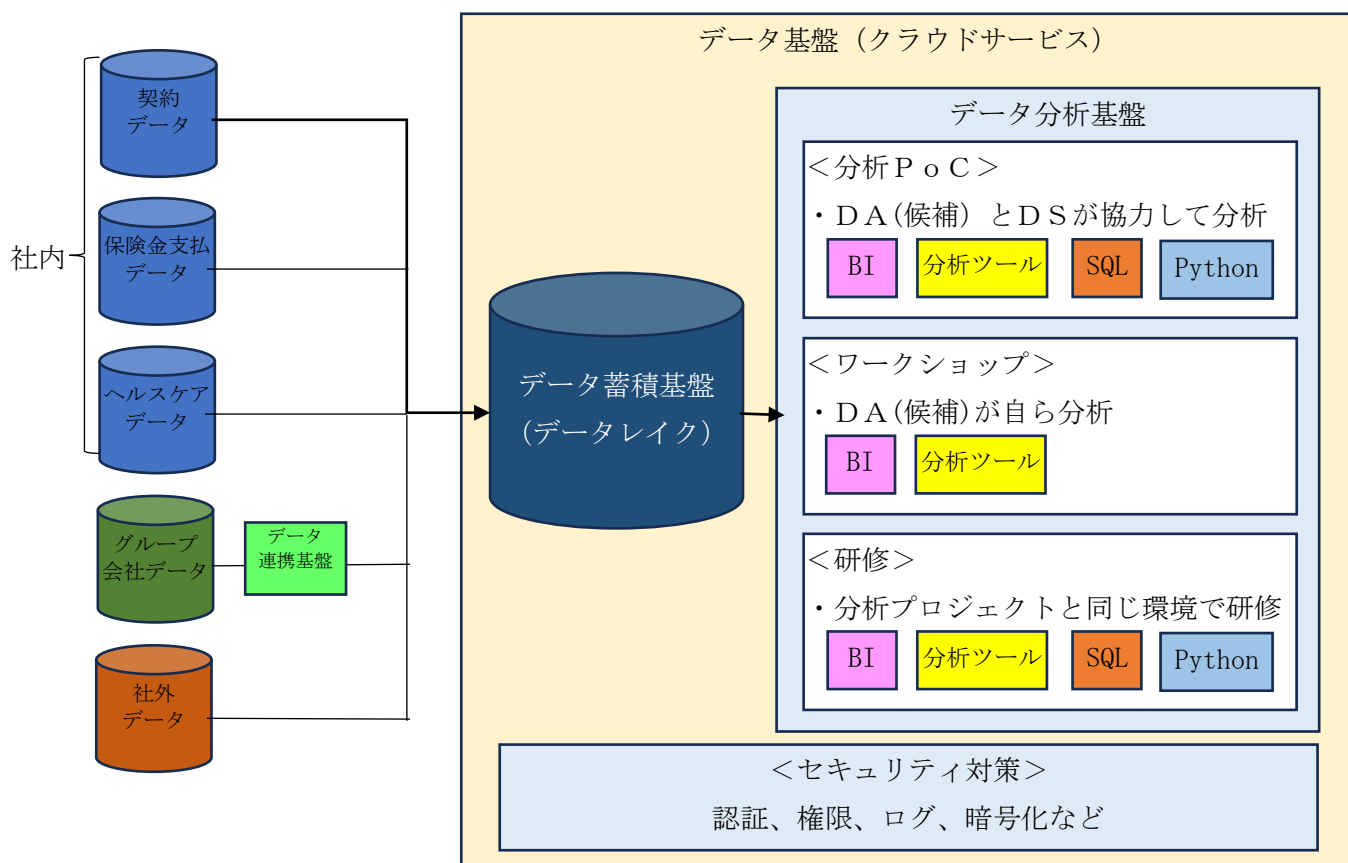 データ基盤（クラウドサービス）
社内
契約
データ
保険金支払
データ
ヘルスケア
データ
グループ
会社データ
データ
連携基盤
社外
データ
データ蓄積基盤
（データレイク）
データ分析基盤
＜分析ＰｏＣ＞
・ＤＡ(候補）とＤＳが協力して分析
BI 分析ツール SQL Python
＜ワークショップ＞
・ＤＡ(候補)が自ら分析
BI 分析ツール
＜研修＞
・分析プロジェクトと同じ環境で研修
BI 分析ツール SQL Python
＜セキュリティ対策＞
認証、権限、ログ、暗号化など